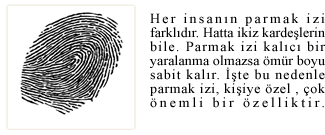 Her insanın parmak izi
farklıdır. Hatta ikiz kardeşlerin
bile. Parmak izi kalıcı bir
yaralanma olmazsa ömür boyu
sabit kalır. İşte bu nedenle
parmak izi, kişiye özel , çok
önemli bir özelliktir.